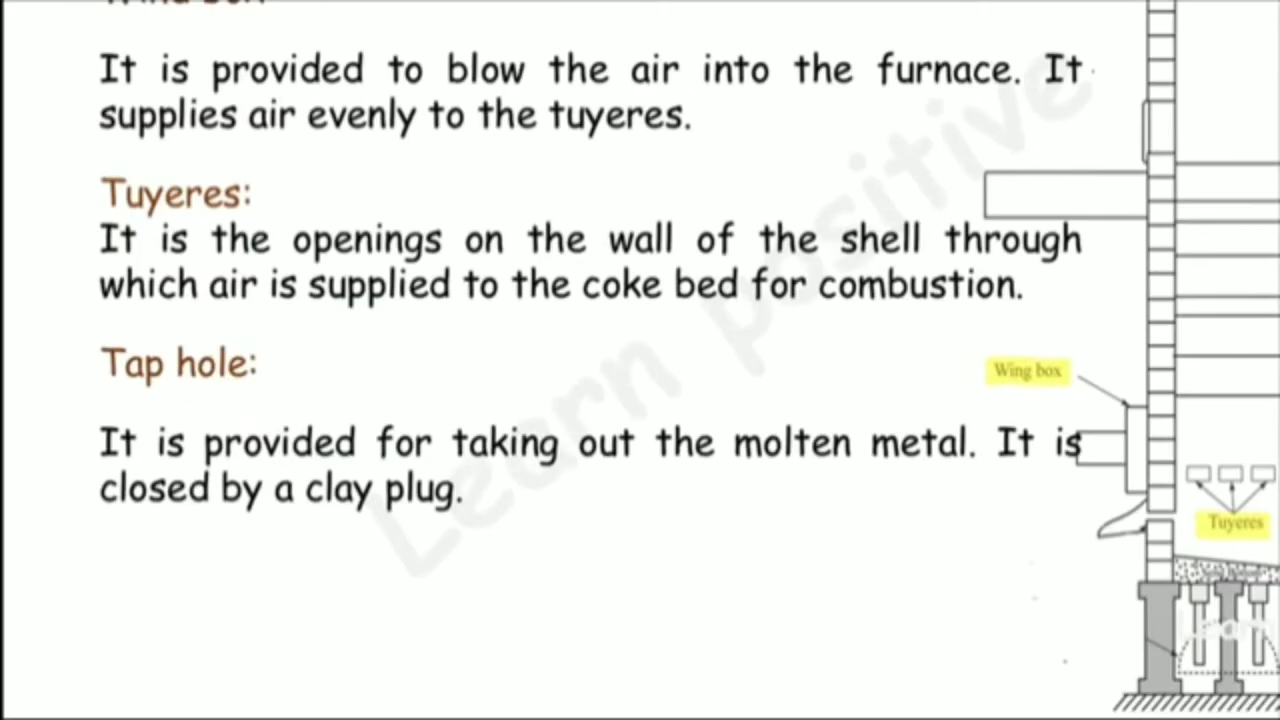 It is provided to blow the air into the furnace. It
supplies air evenly to the tuyeres.
Tuyeres:
It is the openings on the wall of the shell through
which air is supplied to the coke bed for combustion.
Tap hole:
It is provided for taking out the molten metal. It is
closed by a clay plug.
Wing box
Tuyeres
Learn positive